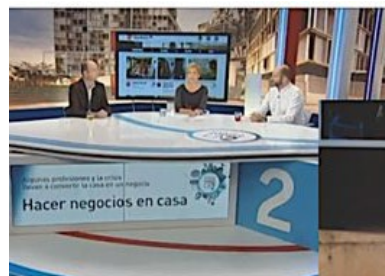 Algunas profesiones y la crisis
llevan a convertir la casa en un negocio
Hacer negocios en casa
2